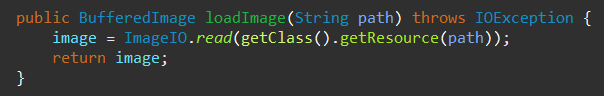 public BufferedImage loadImage(String path) throws IOException {
    image = ImageIO.read(getClass().getResource(path));
    return image;
}